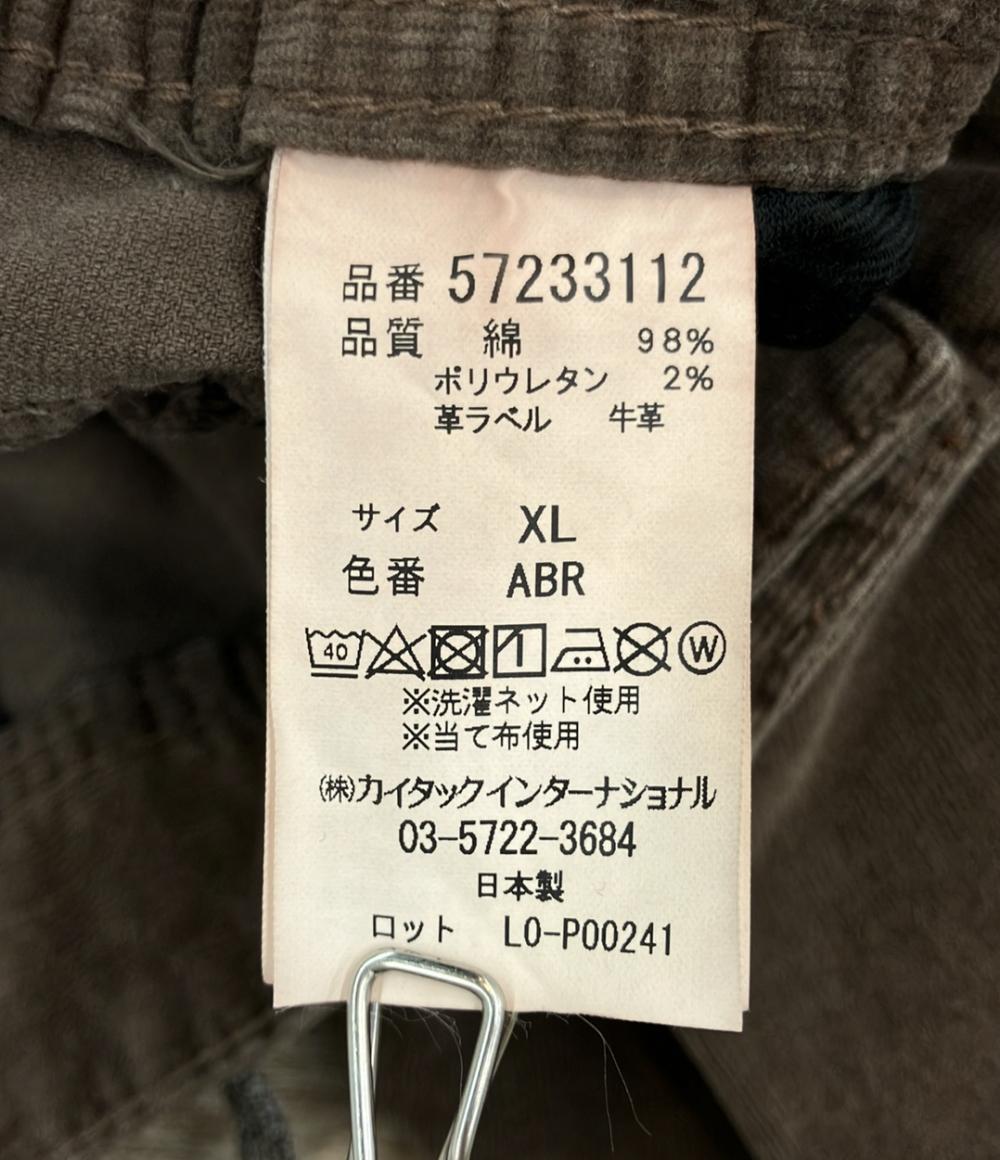 品番 57233112
品質 綿 98%
ポリウレタン 2%
革ラベル 牛革
サイズ XL
色番 ABR
40 W
※洗濯ネット使用
※当て布使用
㈱カイタックインターナショナル
03-5722-3684
日本製
ロット LO-P00241